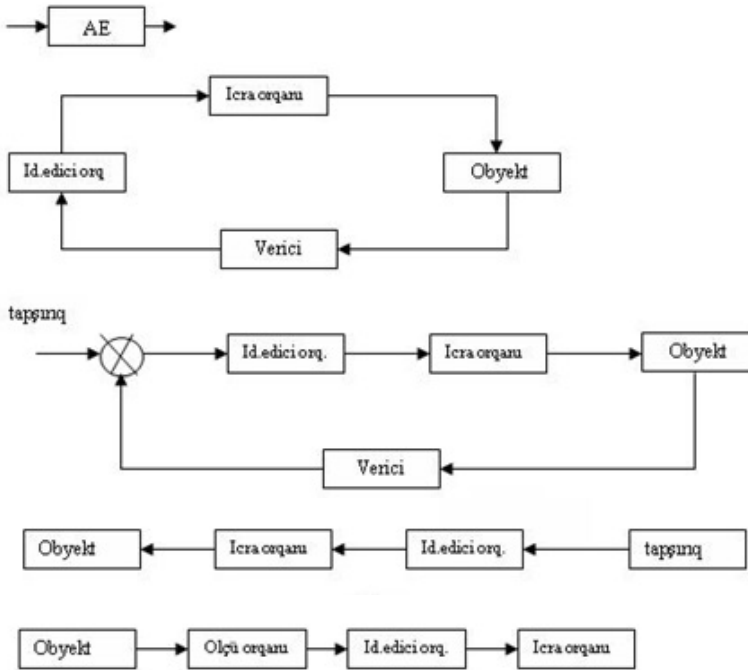 AE
Icra orqanı
Id.edici orq
Obyekt
Verici
tapşırıq
Id.edici orq.
Icra orqanı
Obyekt
Verici
Obyekt
Icra orqanı
Id.edici orq.
tapşırıq
Obyekt
Olçü orqanı
Id.edici orq.
Icra orqanı